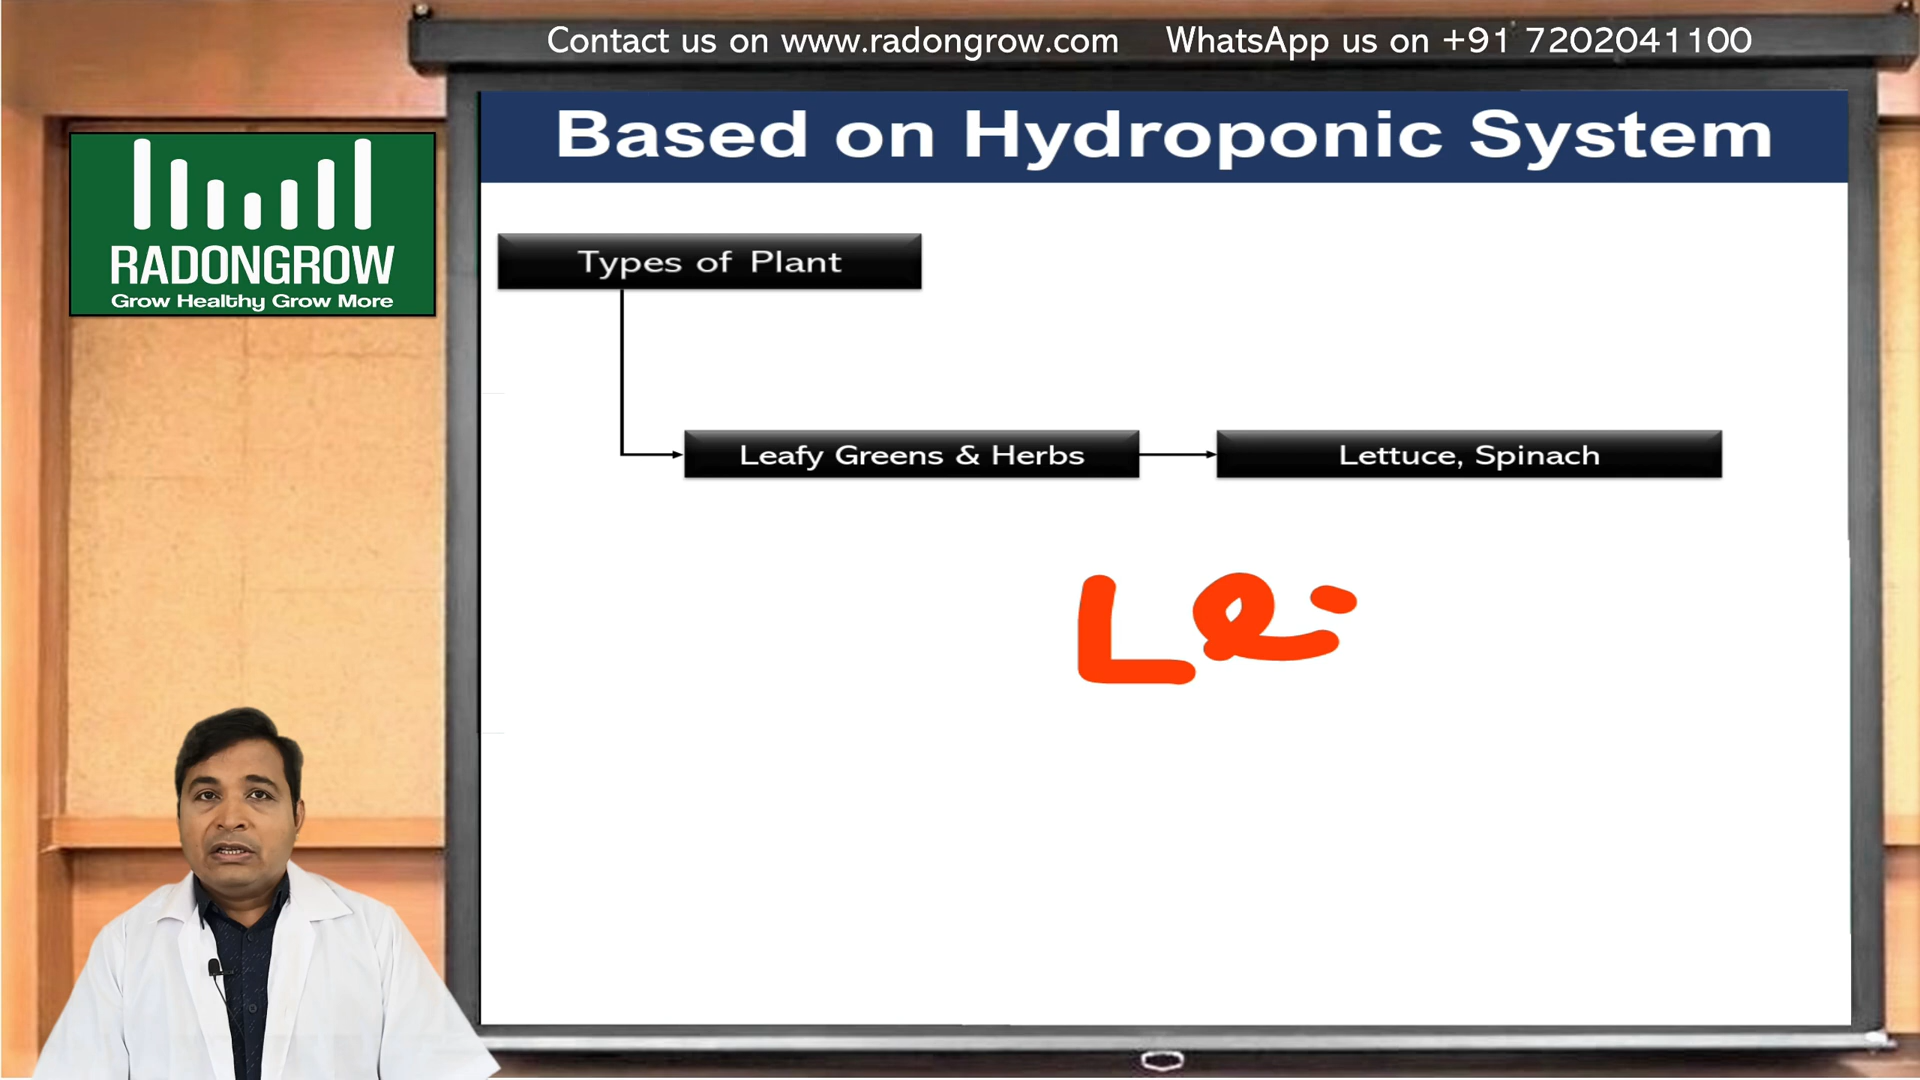 Contact us on www.radongrow.com WhatsApp us on +91 7202041100
Based on Hydroponic System
RADONGROW
Grow Healthy Grow More
Types of Plant
Leafy Greens & Herbs
Lettuce, Spinach
Le